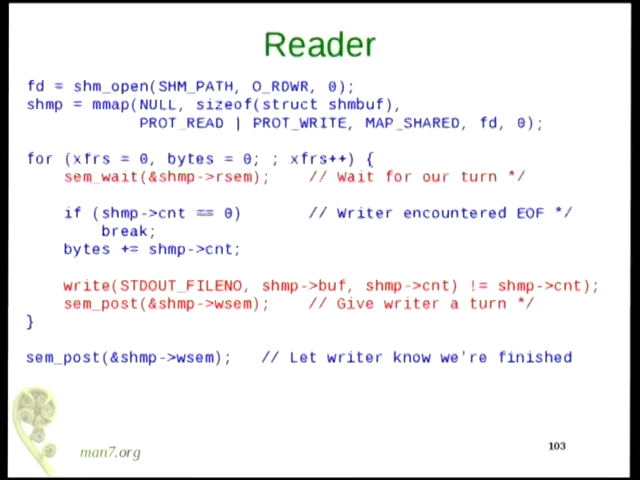 Reader
fd = shm_open(SHM_PATH, O_RDWR, 0);
shmp = mmap(NULL, sizeof(struct shmbuf),
PROT_READ | PROT_WRITE, MAP_SHARED, fd, 0);
for (xfrs = 0, bytes = 0; ; xfrs++) {
sem_wait(&shmp->rsem); // Wait for our turn */
if (shmp->cnt == 0) // Writer encountered EOF */
break;
bytes += shmp->cnt;
write(STDOUT_FILENO, shmp->buf, shmp->cnt) != shmp->cnt);
sem_post(&shmp->wsem); // Give writer a turn */
}
sem_post(&shmp->wsem); // Let writer know we're finished
man7.org
103